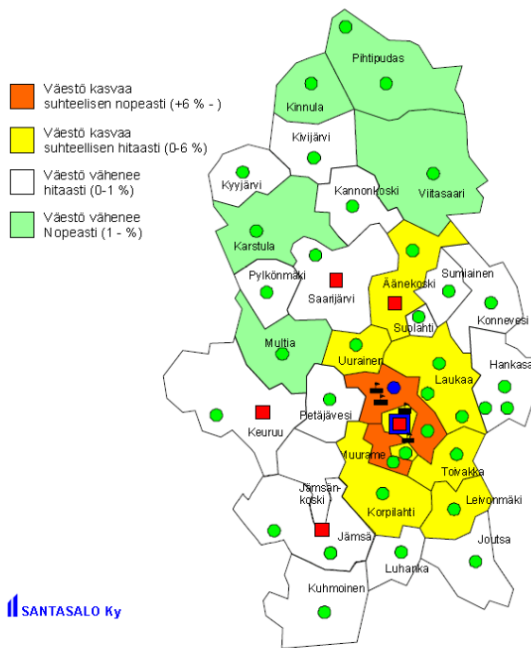 Pihtipudas
Väestö kasvaa
suhteelisen nopeasti (+6 % - )
Kinnula
Väestö kasvaa
suhteellisen hitaasti (0-6 %)
Kivijärvi
Väestö vähenee
hitaasti (0-1 %)
Kyyjärvi
Kannonkoski
Viitasaari
Väestö vähenee
Nopeasti (1 - %)
Karstula
Pylkönmäki
Saarijärvi
Äänekoski
Sumiainen
Konnevesi
Suolahti
Multia
Uurainen
Laukaa
Hankasa
Petäjävesi
Keuruu
Muurame
Toivakka
Jämsän-
koski
Korpilahti
Leivonmäki
Jämsä
Joutsa
Luhanka
Kuhmoinen
SANTASALO Ky